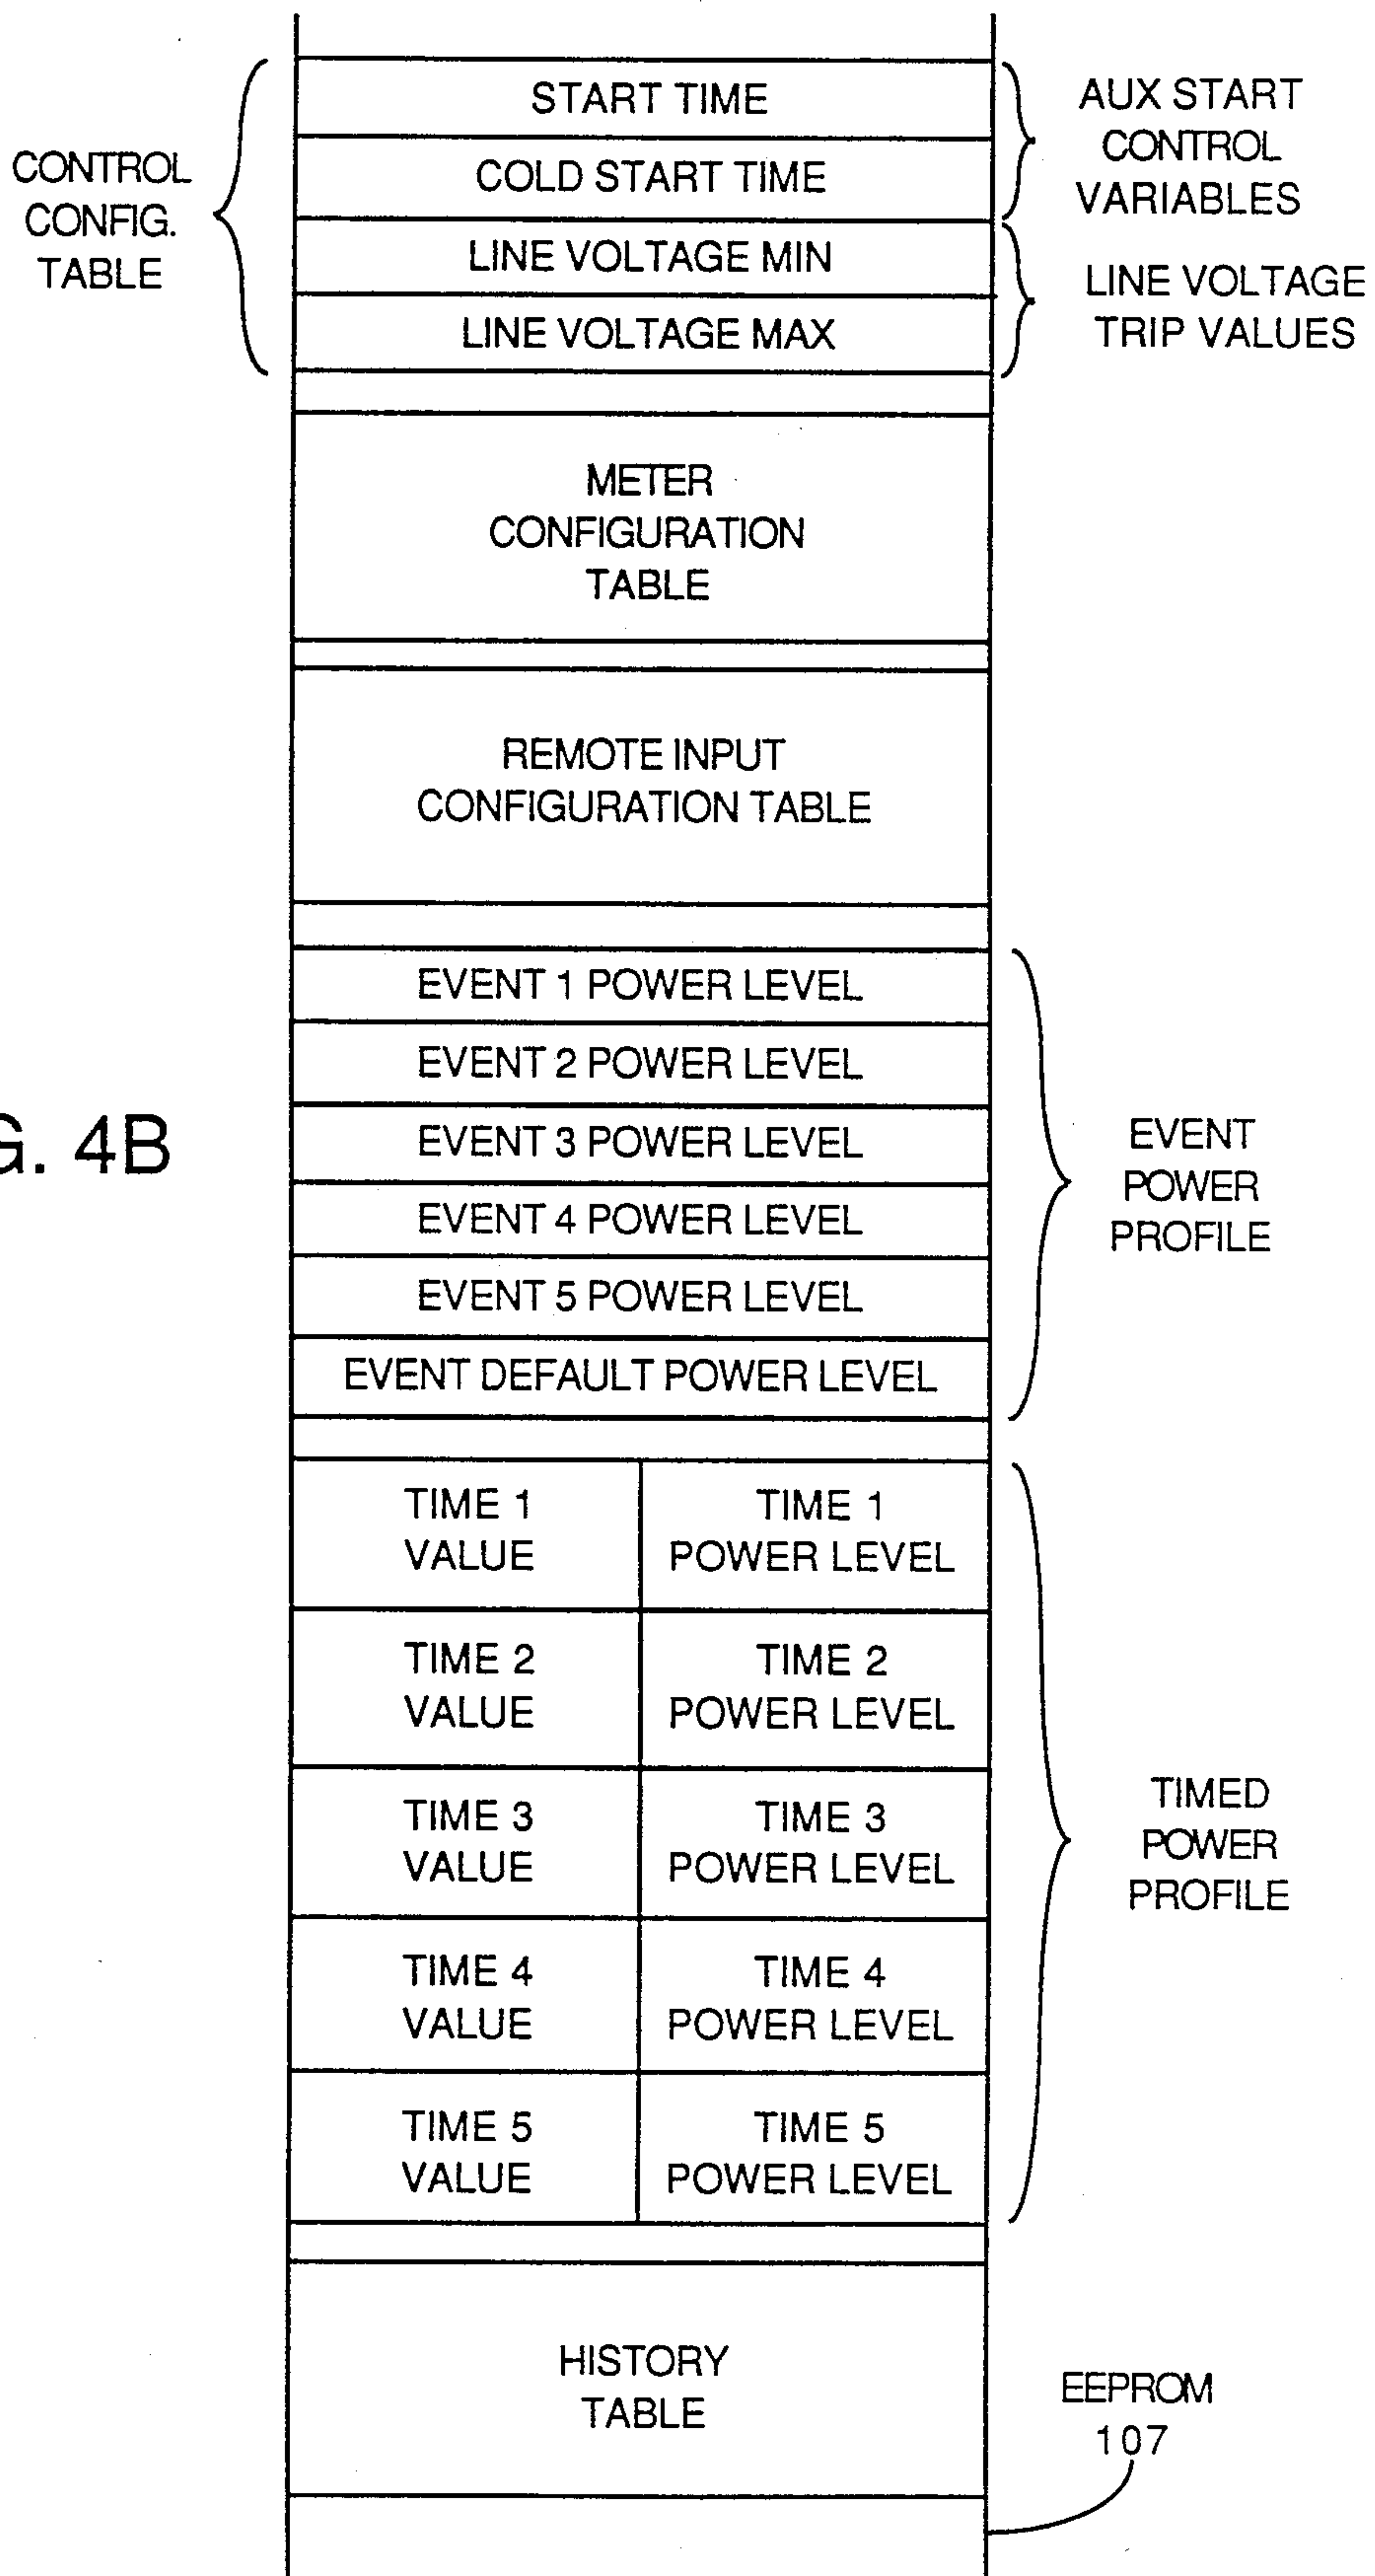 START TIME
COLD START TIME
LINE VOLTAGE MIN
LINE VOLTAGE MAX
CONTROL
CONFIG.
TABLE
AUX START
CONTROL
VARIABLES
LINE VOLTAGE
TRIP VALUES
METER
CONFIGURATION
TABLE
REMOTE INPUT
CONFIGURATION TABLE
G. 4B
EVENT 1 POWER LEVEL
EVENT 2 POWER LEVEL
EVENT 3 POWER LEVEL
EVENT 4 POWER LEVEL
EVENT 5 POWER LEVEL
EVENT DEFAULT POWER LEVEL
EVENT
POWER
PROFILE
TIME 1
VALUE
TIME 1
POWER LEVEL
TIME 2
VALUE
TIME 2
POWER LEVEL
TIME 3
VALUE
TIME 3
POWER LEVEL
TIME 4
VALUE
TIME 4
POWER LEVEL
TIME 5
VALUE
TIME 5
POWER LEVEL
TIMED
POWER
PROFILE
HISTORY
TABLE
EEPROM
107